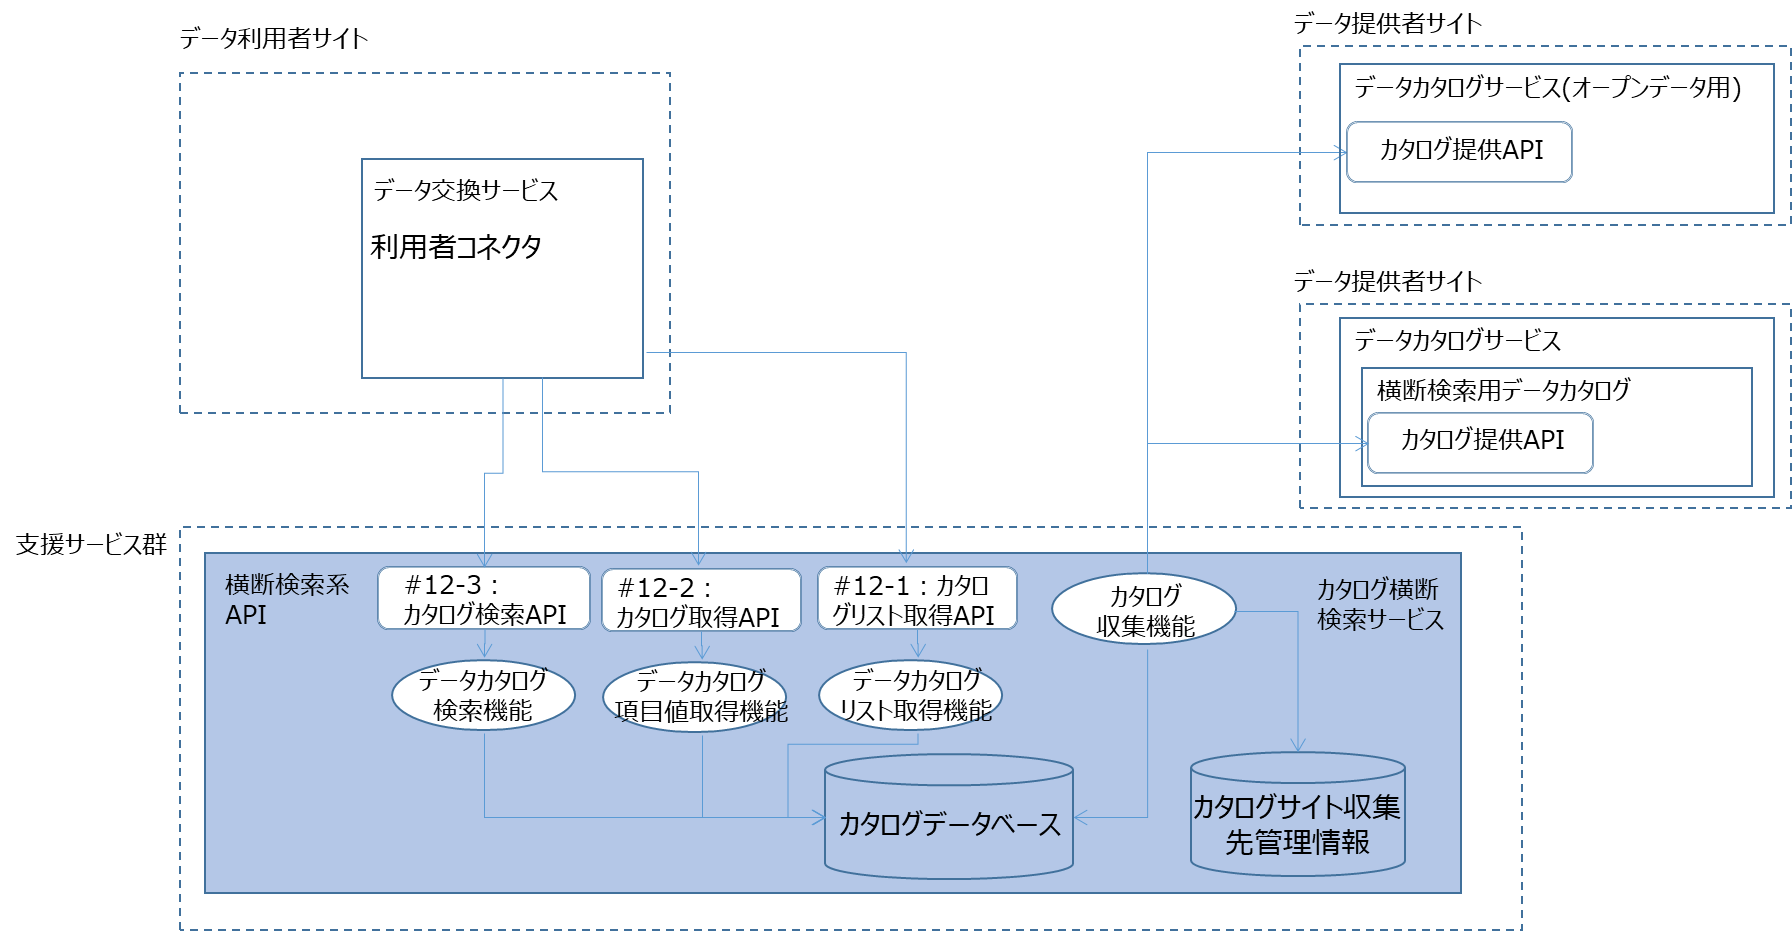 データ利用者サイト
データ交換サービス
利用者コネクタ
データ提供者サイト
データカタログサービス(オープンデータ用)
カタログ提供API
データ提供者サイト
データカタログサービス
横断検索用データカタログ
カタログ提供API
支援サービス群
横断検索系
API
#12-3：
カタログ検索API
#12-2：
カタログ取得API
#12-1：カタロ
グリスト取得API
カタログ
収集機能
カタログ横断
検索サービス
データカタログ
検索機能
データカタログ
項目値取得機能
データカタログ
リスト取得機能
カタログデータベース
カタログサイト収集
先管理情報